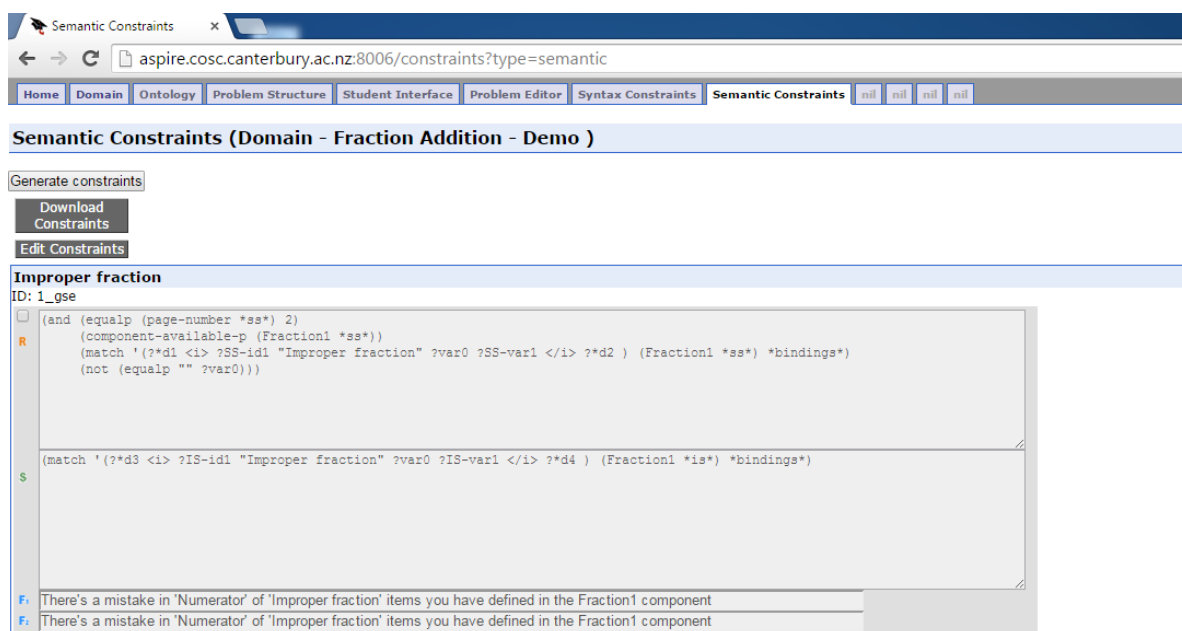 Semantic Constraints ×
aspire.cosc.canterbury.ac.nz:8006/constraints?type=semantic
Home Domain Ontology Problem Structure Student Interface Problem Editor Syntax Constraints Semantic Constraints nil nil nil nil
Semantic Constraints (Domain - Fraction Addition - Demo )
Generate constraints
Download
Constraints
Edit Constraints
Improper fraction
ID: 1_gse
(and (equalp (page-number *ss*) 2)
R (component-available-p (Fraction1 *ss*))
(match '(?*d1 <i> ?SS-id1 "Improper fraction" ?var0 ?SS-var1 </i> ?*d2 ) (Fraction1 *ss*) *bindings*)
(not (equalp "" ?var0)))
(match '(?*d3 <i> ?IS-id1 "Improper fraction" ?var0 ?IS-var1 </i> ?*d4 ) (Fraction1 *is*) *bindings*)
S
F1 There's a mistake in 'Numerator' of 'Improper fraction' items you have defined in the Fraction1 component
F2 There's a mistake in 'Numerator' of 'Improper fraction' items you have defined in the Fraction1 component